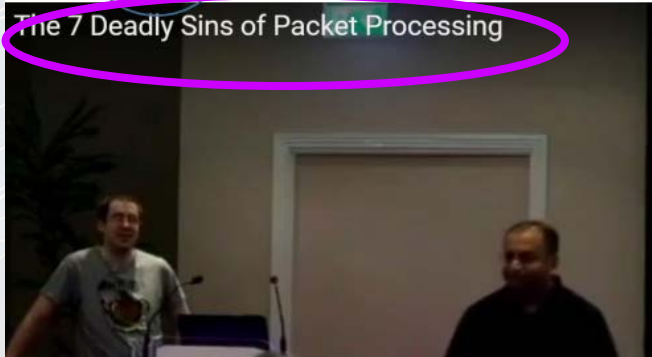 The 7 Deadly Sins of Packet Processing